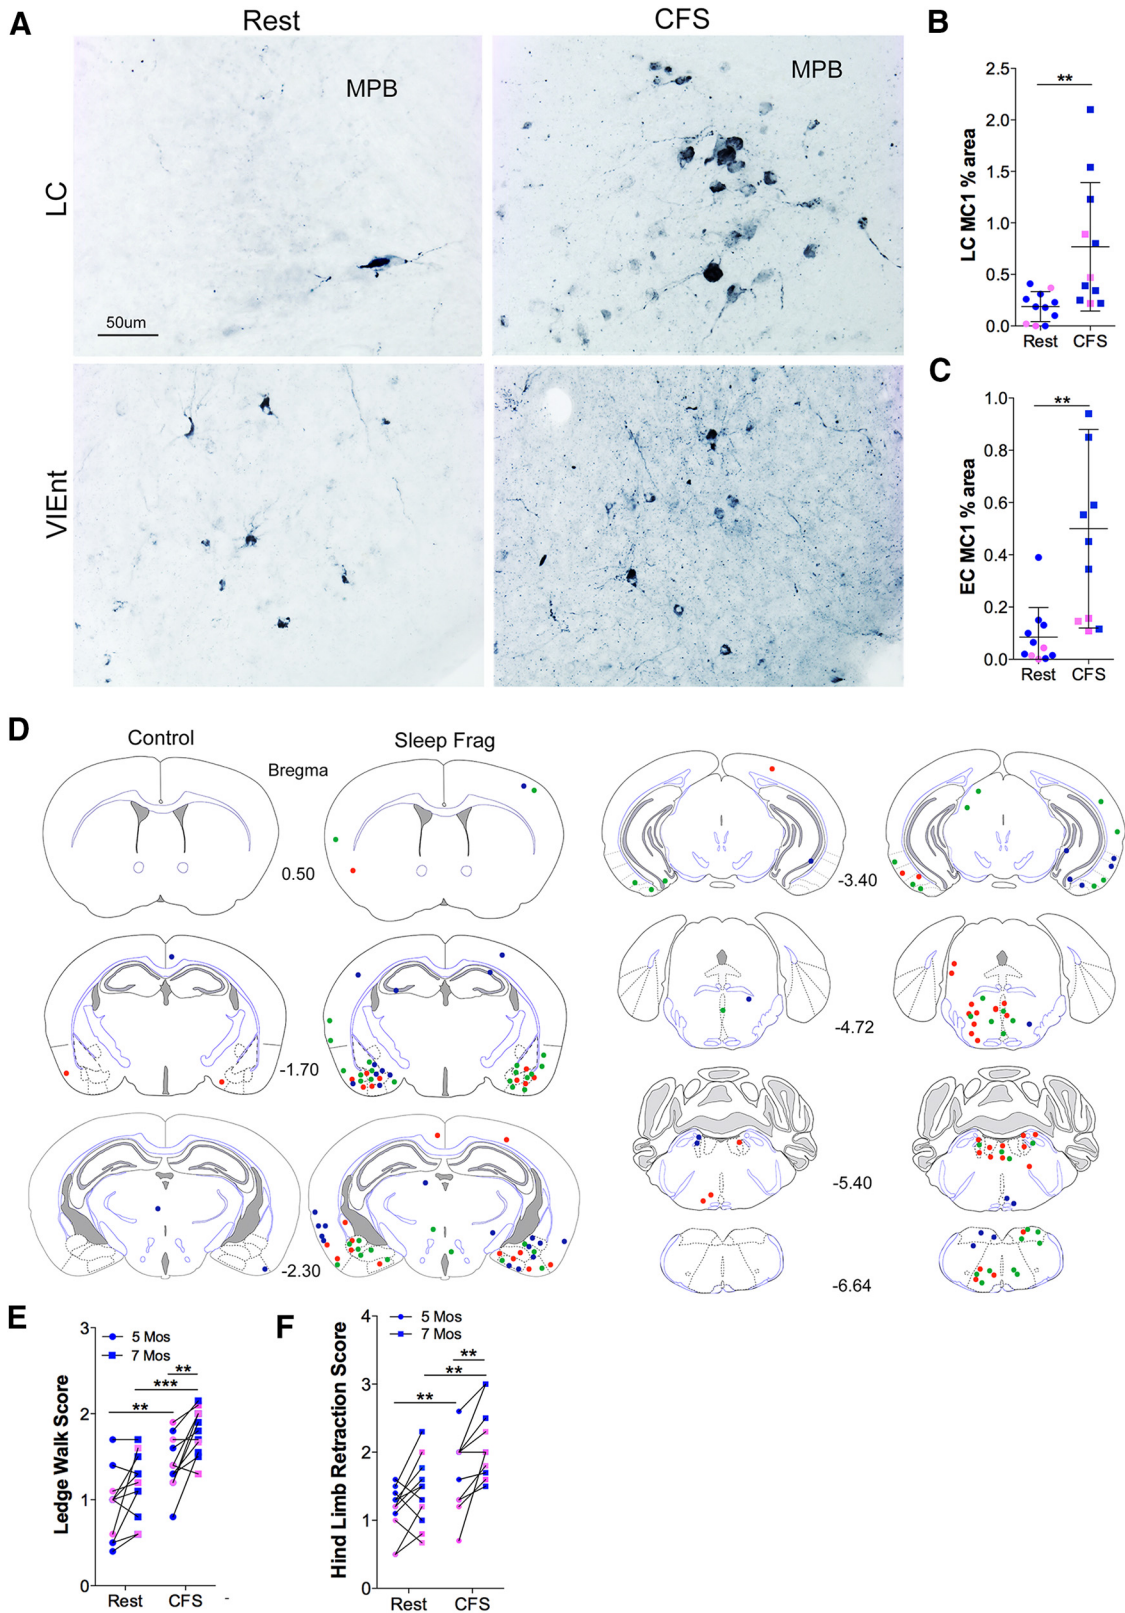 A
Rest
CFS
MPB
MPB
LC
50um
VIEnt
B
2.5
2.0
1.5
1.0
0.5
0.0
LC MC1 % area
**
Rest
CFS
C
1.0
0.8
0.6
0.4
0.2
0.0
EC MC1 % area
**
Rest
CFS
D
Control
Sleep Frag
Bregma
0.50
-1.70
-2.30
-3.40
-4.72
-5.40
-6.64
E
3
2
1
0
Ledge Walk Score
5 Mos
7 Mos
**
***
**
Rest
CFS
-
F
4
3
2
1
0
Hind Limb Retraction Score
5 Mos
7 Mos
**
**
**
Rest
CFS